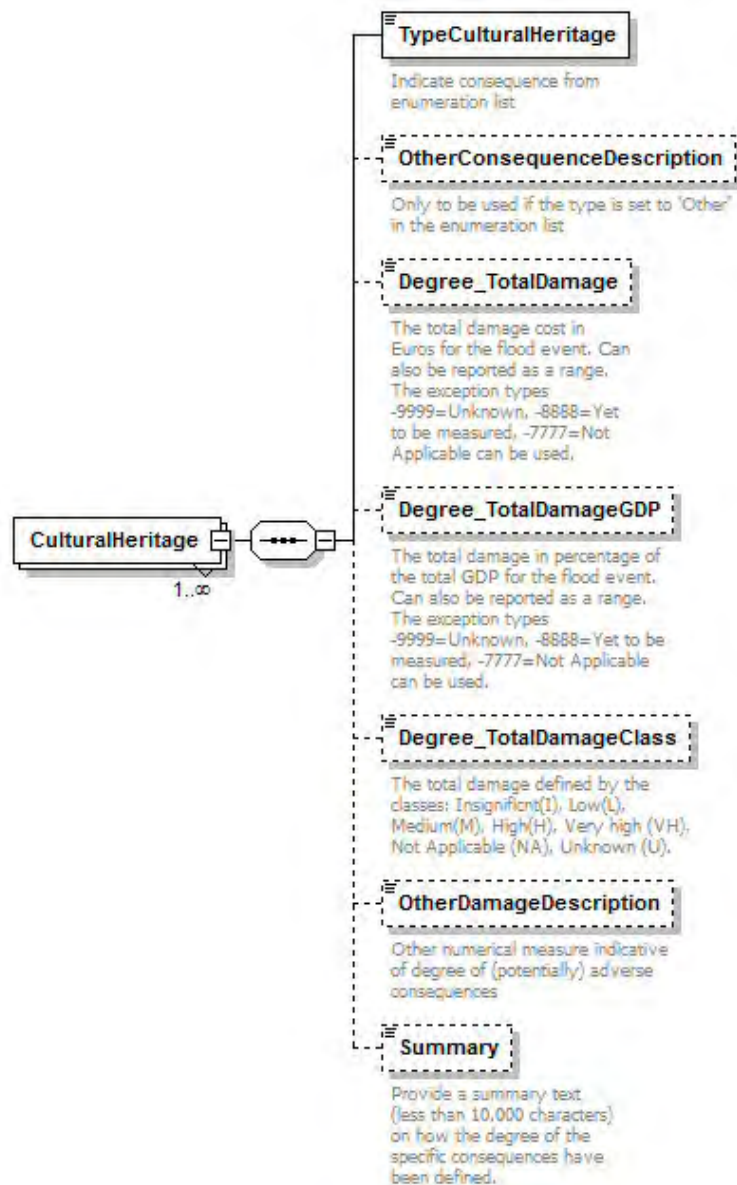 TypeCulturalHeritage
Indicate consequence from
enumeration list
OtherConsequenceDescription
Only to be used if the type is set to 'Other'
in the enumeration list
Degree_TotalDamage
The total damage cost in
Euros for the flood event. Can
also be reported as a range.
The exception types
-9999=Unknown, -8888=Yet
to be measured, -7777=Not
Applicable can be used.
Degree_TotalDamageGDP
CulturalHeritage
1..∞
The total damage in percentage of
the total GDP for the flood event.
Can also be reported as a range.
The exception types
-9999=Unknown, -8888=Yet to be
measured, -7777=Not Applicable
can be used.
Degree_TotalDamageClass
The total damage defined by the
classes: Insignificnt(I), Low(L),
Medium(M), High(H), Very high (VH),
Not Applicable (NA), Unknown (U).
OtherDamageDescription
Other numerical measure indicative
of degree of (potentially) adverse
consequences
Summary
Provide a summary text
(less than 10.000 characters)
on how the degree of the
specific consequences have
been defined.